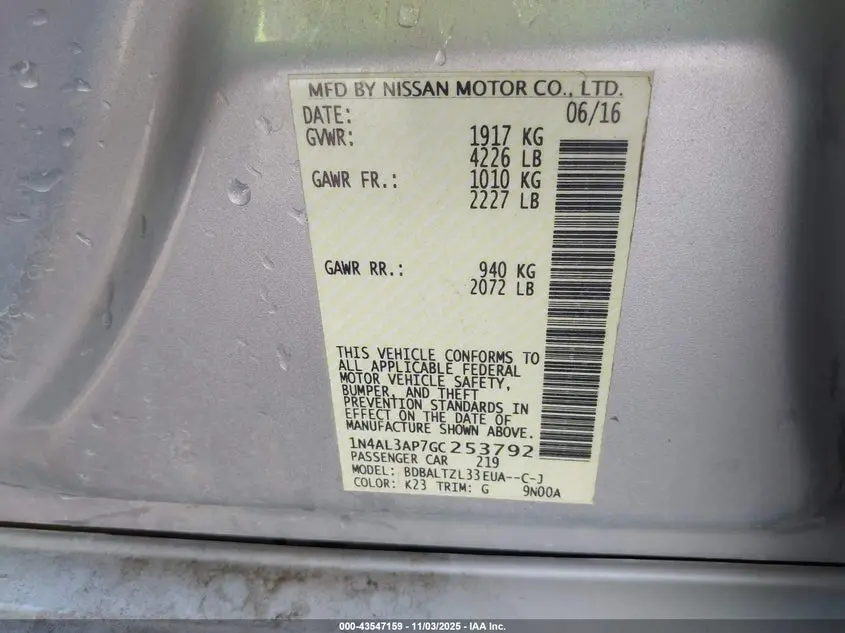 MFD BY NISSAN MOTOR CO., LTD.
DATE: 06/16
GVWR: 1917 KG
4226 LB
GAWR FR.: 1010 KG
2227 LB
GAWR RR.: 940 KG
2072 LB
THIS VEHICLE CONFORMS TO
ALL APPLICABLE FEDERAL
MOTOR VEHICLE SAFETY,
BUMPER, AND THEFT
PREVENTION STANDARDS IN
EFFECT ON THE DATE OF
MANUFACTURE SHOWN ABOVE.
1N4AL3AP7GC253792
PASSENGER CAR 219
MODEL: BDBALTZL33EUA--C-J
COLOR: K23 TRIM: G 9N00A
000-43547159 - 11/03/2025 - IAA Inc.